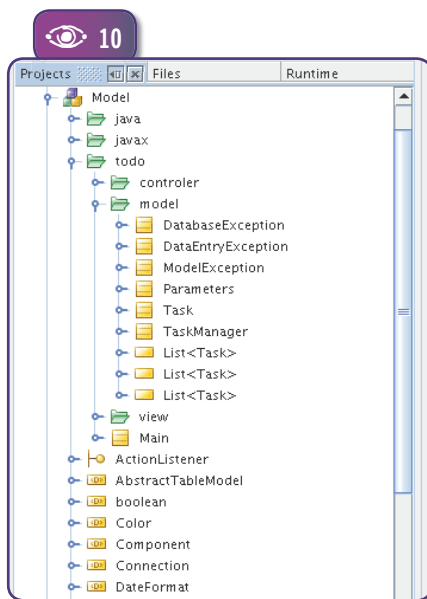 10
Projects Files Runtime
Model
java
javax
todo
controler
model
DatabaseException
DataEntryException
ModelException
Parameters
Task
TaskManager
List<Task>
List<Task>
List<Task>
view
Main
ActionListener
AbstractTableModel
boolean
Color
Component
Connection
DateFormat